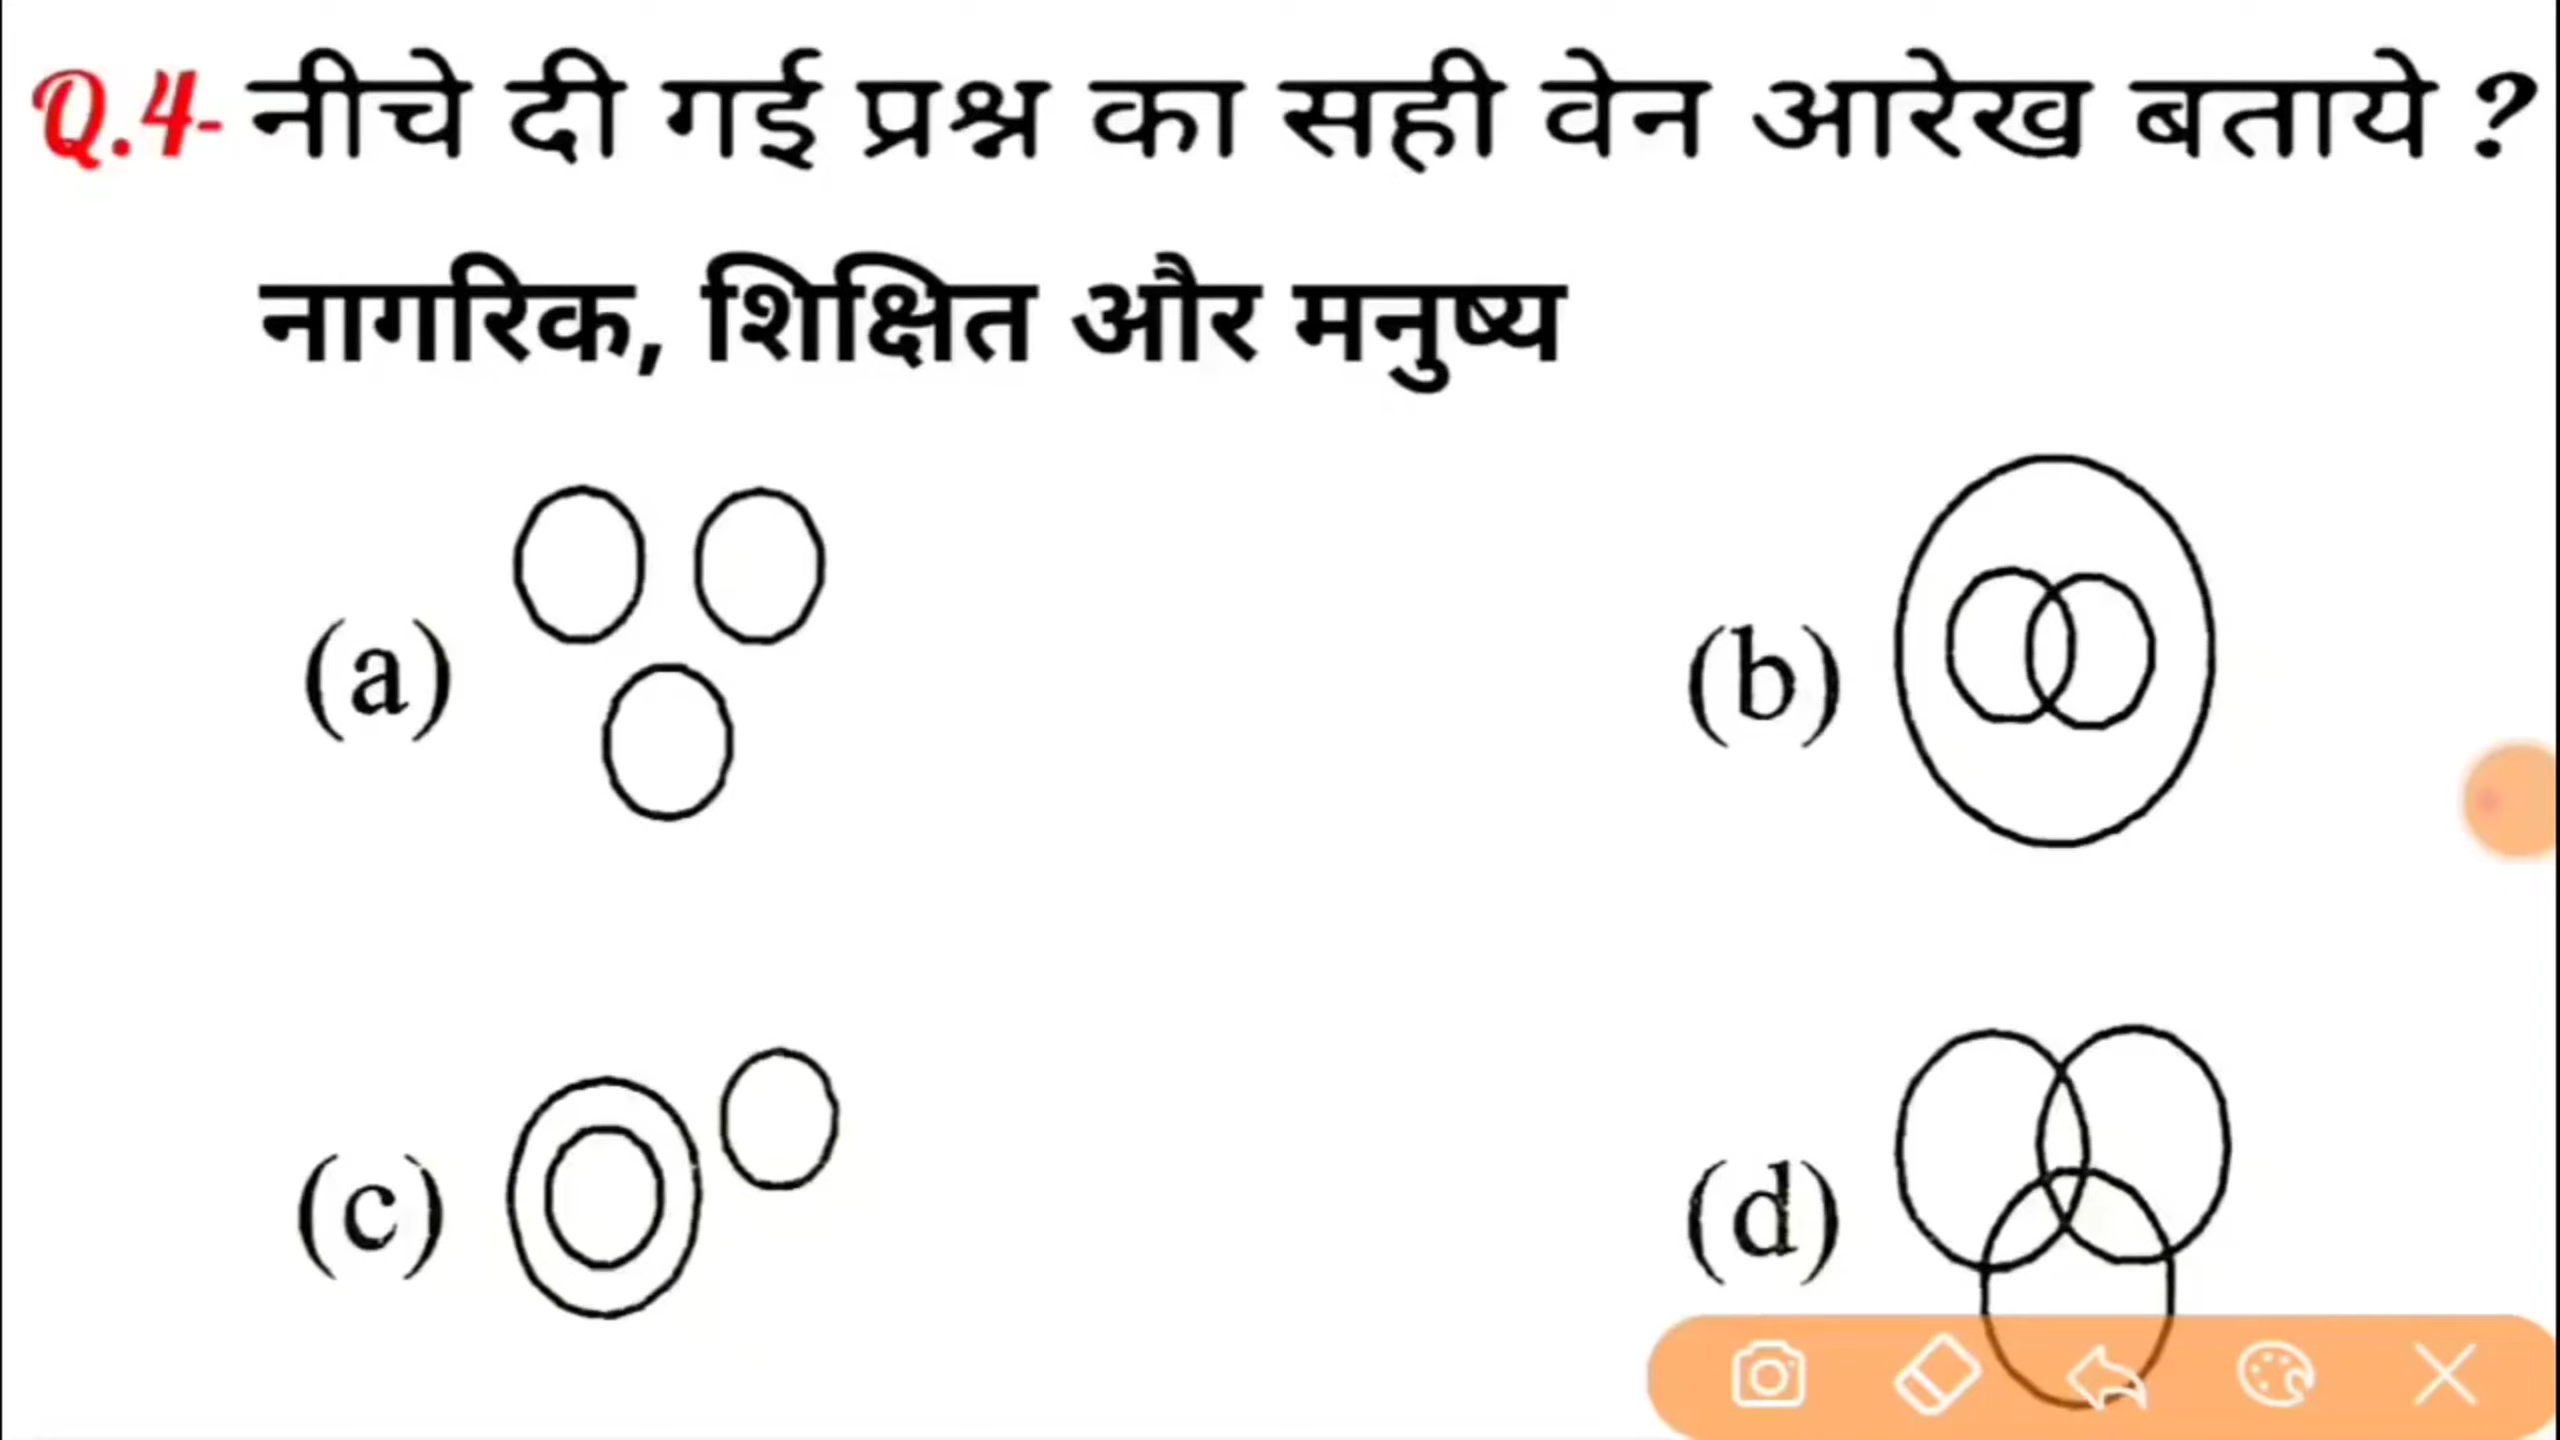 Q.4- नीचे दी गई प्रश्न का सही वेन आरेख बताये ?
नागरिक, शिक्षित और मनुष्य
(a)
(b)
(c)
(d)